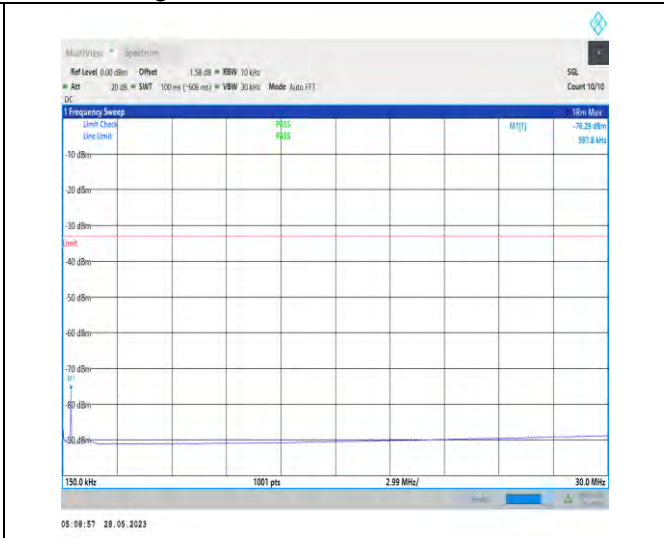 MultiView Spectrum
Ref Level 0.00 dBm Offset 1.58 dB RBW 10 kHz SGL
Att 20 dB SWT 100 ms (~606 ms) VBW 30 kHz Mode Auto FFT Count 10/10
DC
1 Frequency Sweep 1Rm Max
Limit Check PASS M1[1] -76.29 dBm
Line Limit PASS 597.8 kHz
-10 dBm
-20 dBm
-30 dBm
Limit
-40 dBm
-50 dBm
-60 dBm
-70 dBm
M1
-80 dBm
-90 dBm
150.0 kHz 1001 pts 2.99 MHz/ 30.0 MHz
05:08:57 28.05.2023